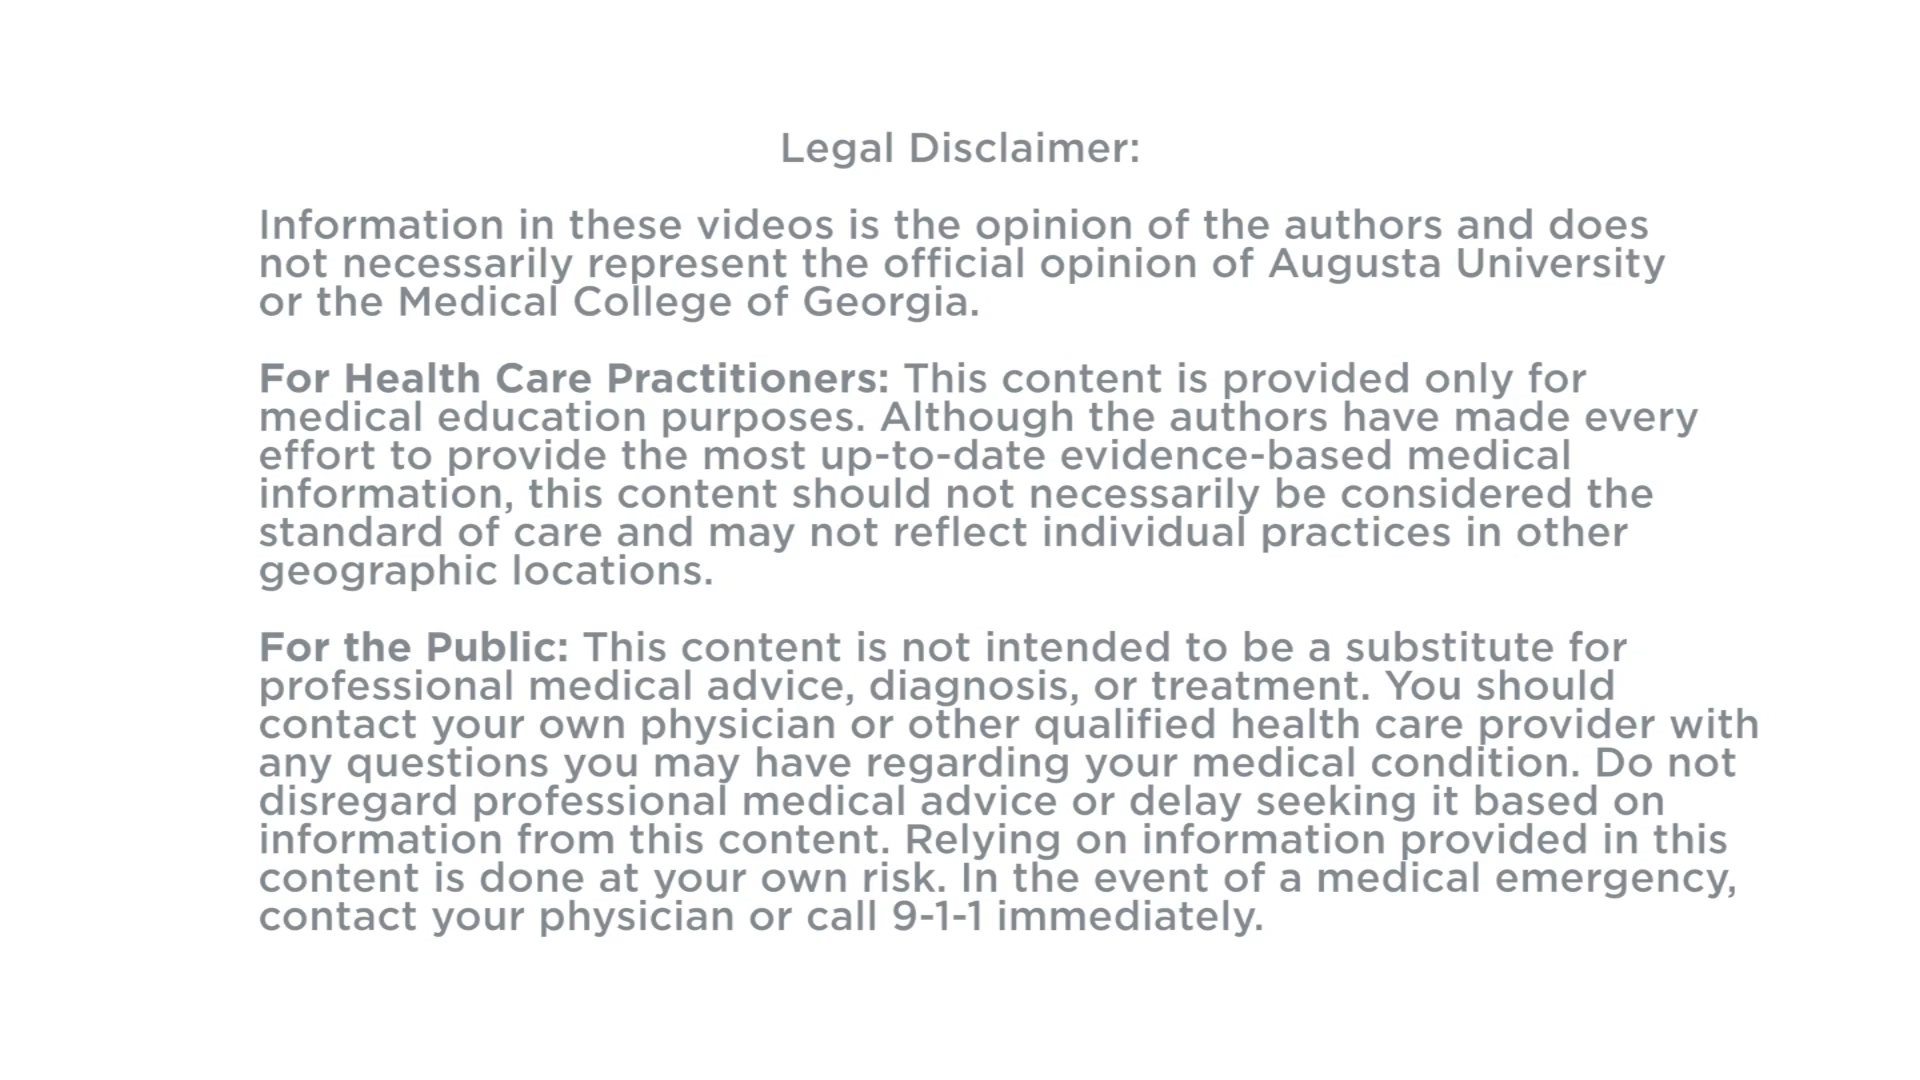 Legal Disclaimer:
Information in these videos is the opinion of the authors and does
not necessarily represent the official opinion of Augusta University
or the Medical College of Georgia.
For Health Care Practitioners: This content is provided only for
medical education purposes. Although the authors have made every
effort to provide the most up-to-date evidence-based medical
information, this content should not necessarily be considered the
standard of care and may not reflect individual practices in other
geographic locations.
For the Public: This content is not intended to be a substitute for
professional medical advice, diagnosis, or treatment. You should
contact your own physician or other qualified health care provider with
any questions you may have regarding your medical condition. Do not
disregard professional medical advice or delay seeking it based on
information from this content. Relying on information provided in this
content is done at your own risk. In the event of a medical emergency,
contact your physician or call 9-1-1 immediately.